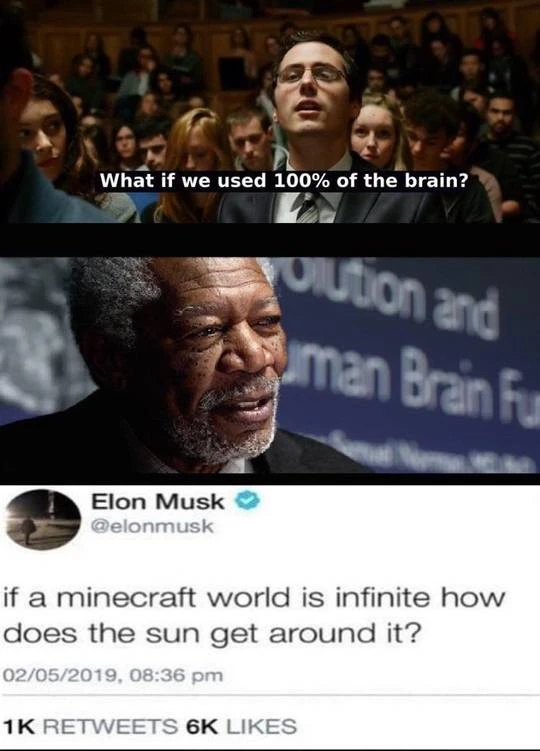 What if we used 100% of the brain?
olution and
uman Brain Fu
Elon Musk
@elonmusk
if a minecraft world is infinite how
does the sun get around it?
02/05/2019, 08:36 pm
1K RETWEETS 6K LIKES